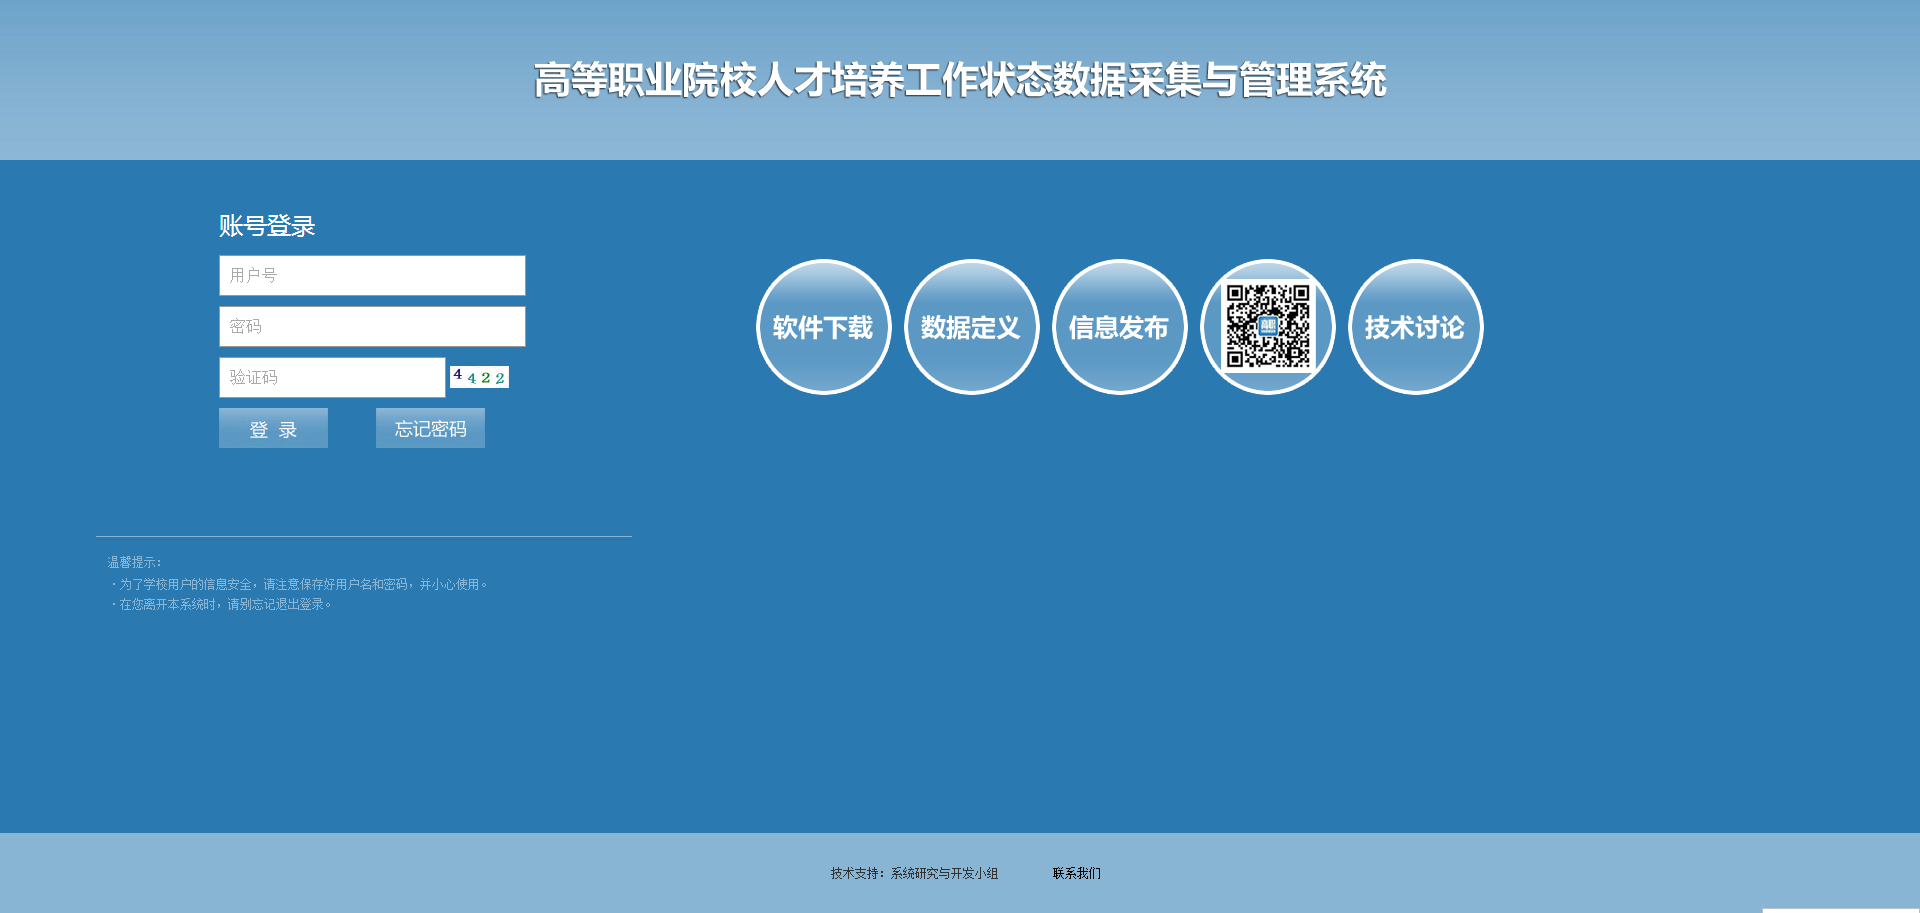 高等职业院校人才培养工作状态数据采集与管理系统
账号登录
用户号
密码
验证码
4422
登 录
忘记密码
软件下载
数据定义
信息发布
高职
技术讨论
温馨提示：
·为了学校用户的信息安全，请注意保存好用户名和密码，并小心使用。
·在您离开本系统时，请别忘记退出登录。
技术支持：系统研究与开发小组
联系我们